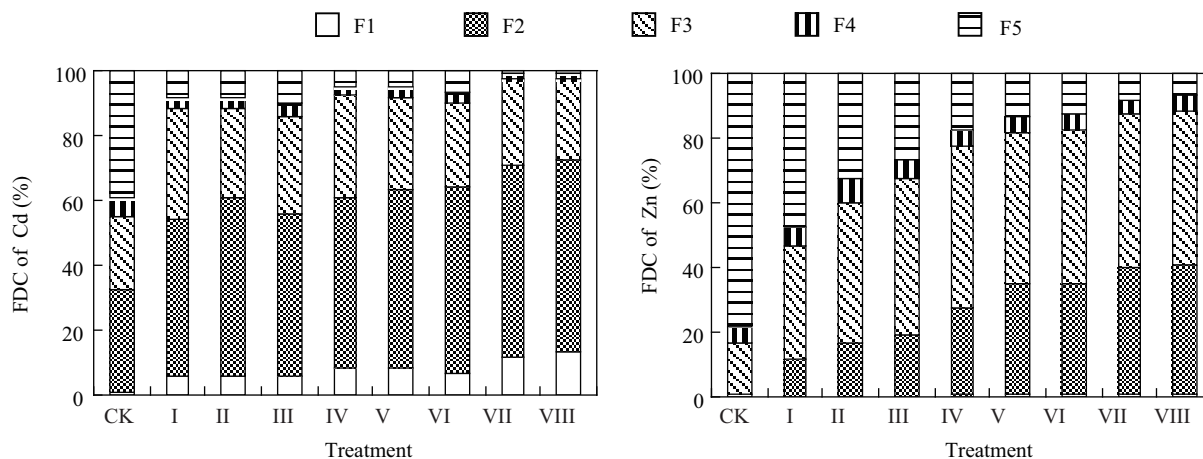 F1 F2 F3 F4 F5
FDC of Cd (%)
100
80
60
40
20
0
CK I II III IV V VI VII VIII
Treatment
FDC of Zn (%)
100
80
60
40
20
0
CK I II III IV V VI VII VIII
Treatment